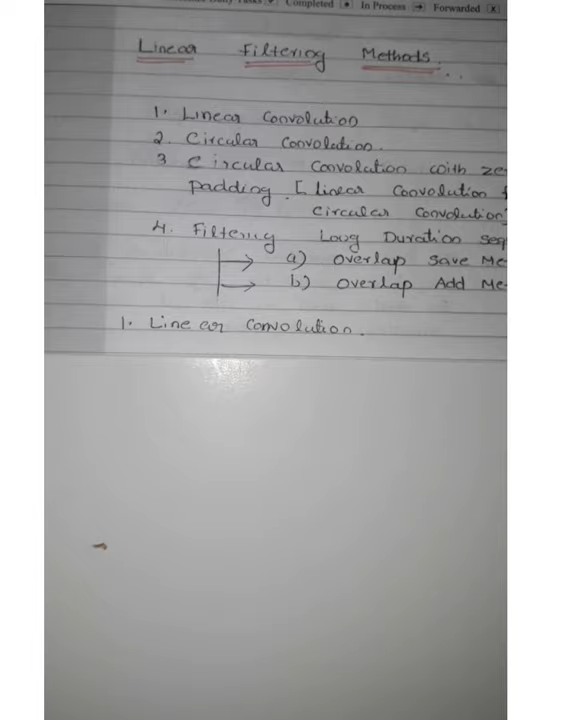 Completed In Process Forwarded
Linear Filtering Methods.
1. Linear Convolution
2. Circular Convolution.
3 Circular Convolution with ze
padding. [ linear Convolution
circular Convolution]
4. Filtering Long Duration seq
a) overlap save Me
b) overlap Add Me
1. Linear Convolution.